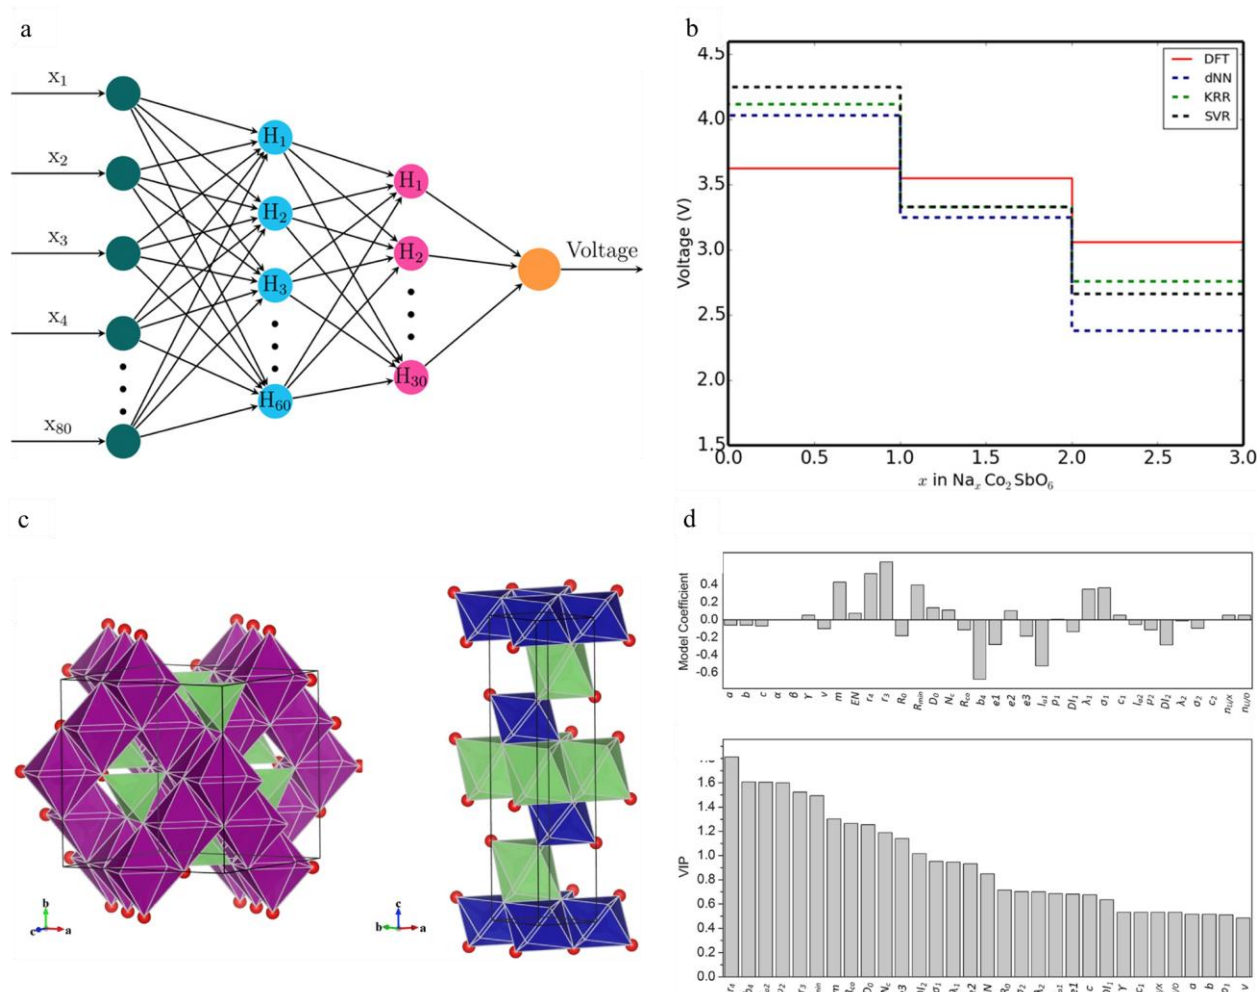 a
x1
x2
x3
x4
x80
H1
H2
H3
H60
H1
H2
H30
Voltage
b
4.5
4.0
3.5
3.0
2.5
2.0
1.5
Voltage (V)
DFT
dNN
KRR
SVR
0.0 0.5 1.0 1.5 2.0 2.5 3.0
x in NaxCo2SbO6
c
b
c a
c
b a
d
Model Coefficient
0.4
0.2
0.0
-0.2
-0.4
-0.6
a b c α β γ v m EN r4 r3 R0 Rmin D0 Nc Rco b4 e1 e2 e3 Ia1 p1 DI1 λ1 σ1 c1 Ia2 p2 DI2 λ2 σ2 c2
VIP
1.6
1.4
1.2
1.0
0.8
0.6
0.4
0.2
0.0